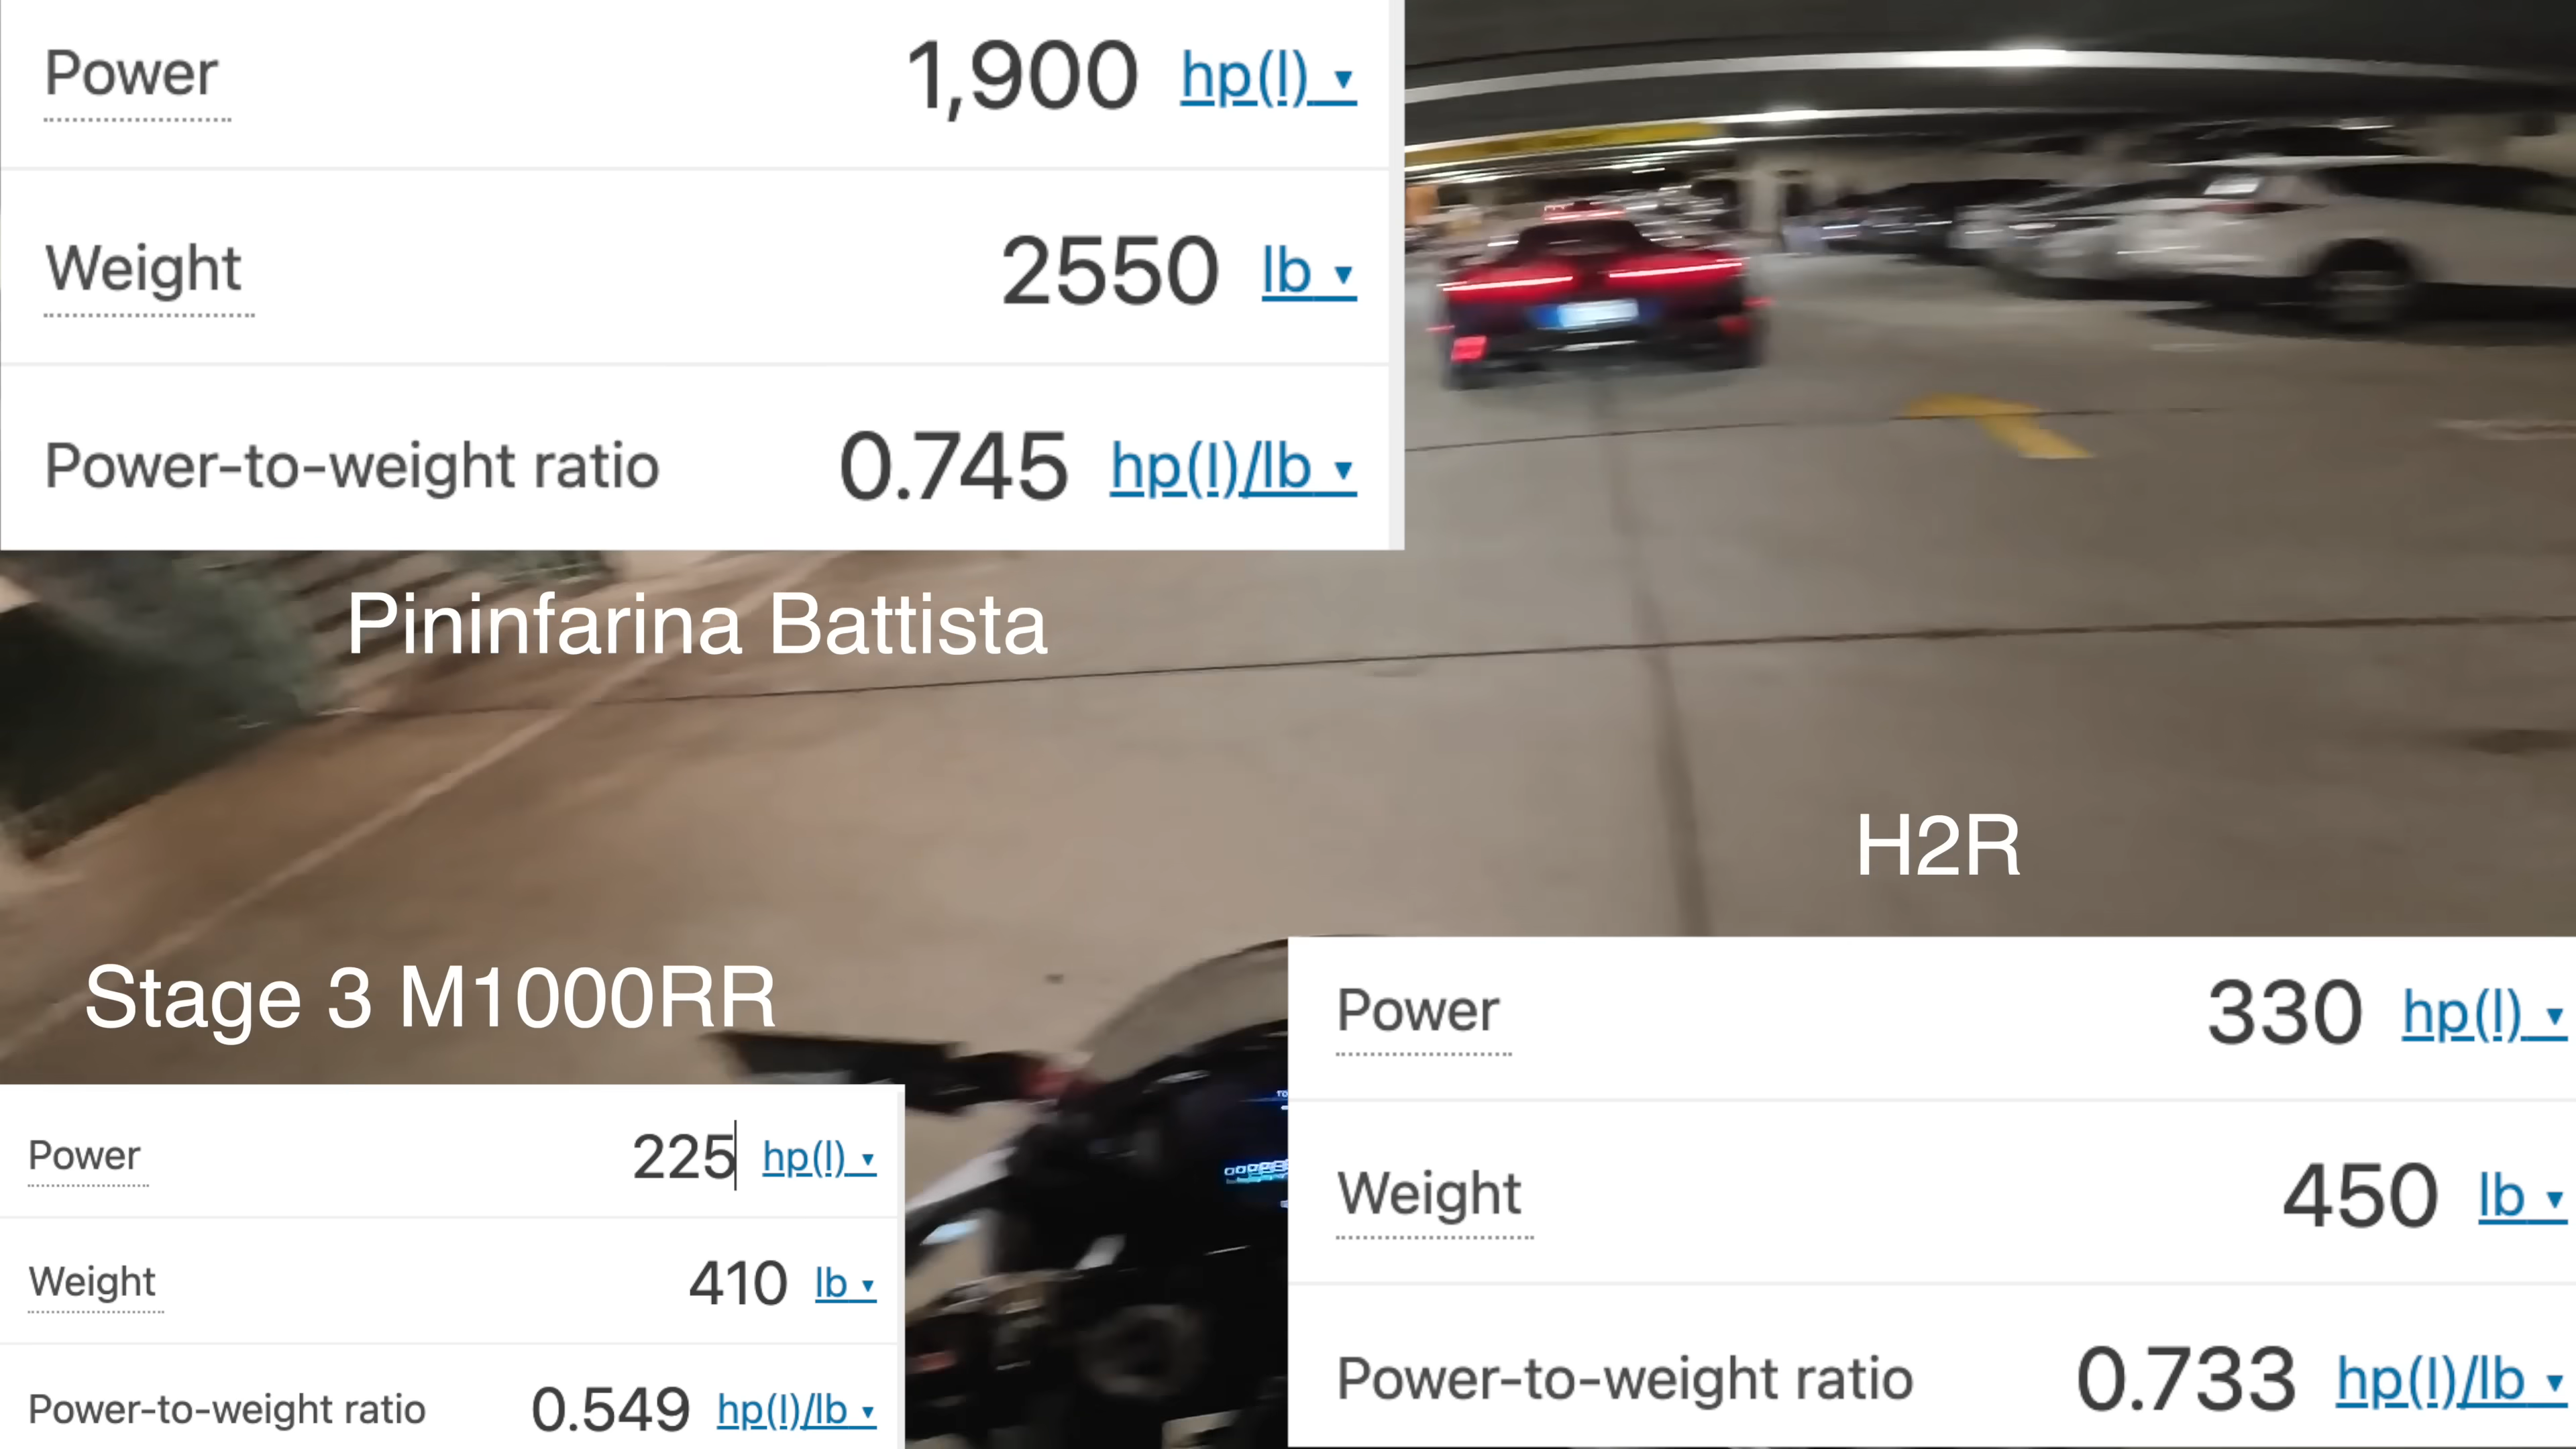 Power 1,900 hp(I) ▾
Weight 2550 lb ▾
Power-to-weight ratio 0.745 hp(I)/lb ▾
Pininfarina Battista
H2R
Power 330 hp(I) ▾
Weight 450 lb ▾
Power-to-weight ratio 0.733 hp(I)/lb ▾
Stage 3 M1000RR
Power 225 hp(I) ▾
Weight 410 lb ▾
Power-to-weight ratio 0.549 hp(I)/lb ▾